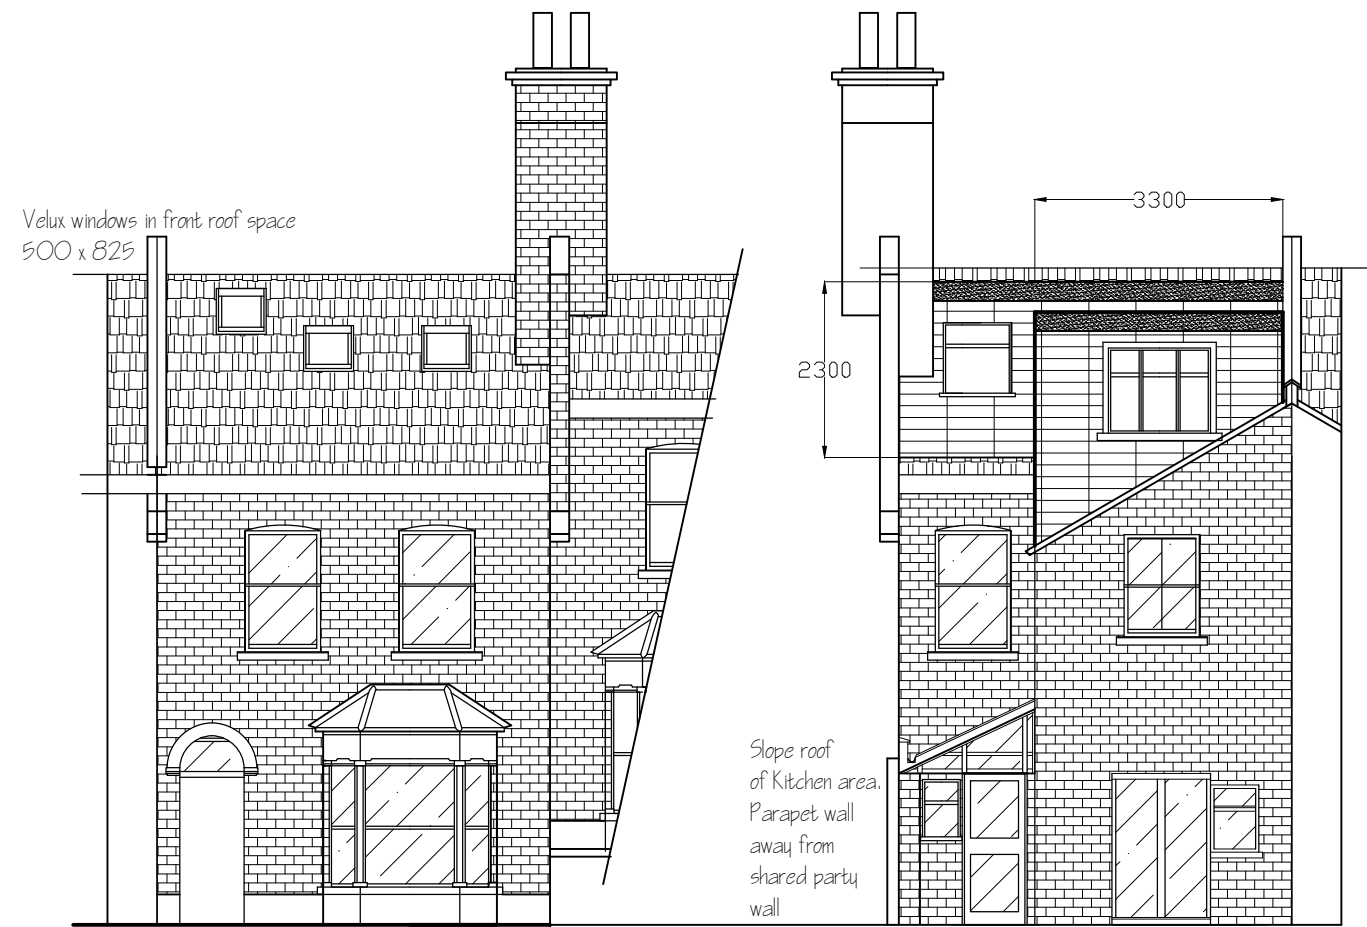 Velux windows in front roof space
500 x 825
3300
2300
Slope roof
of Kitchen area.
Parapet wall
away from
shared party
wall